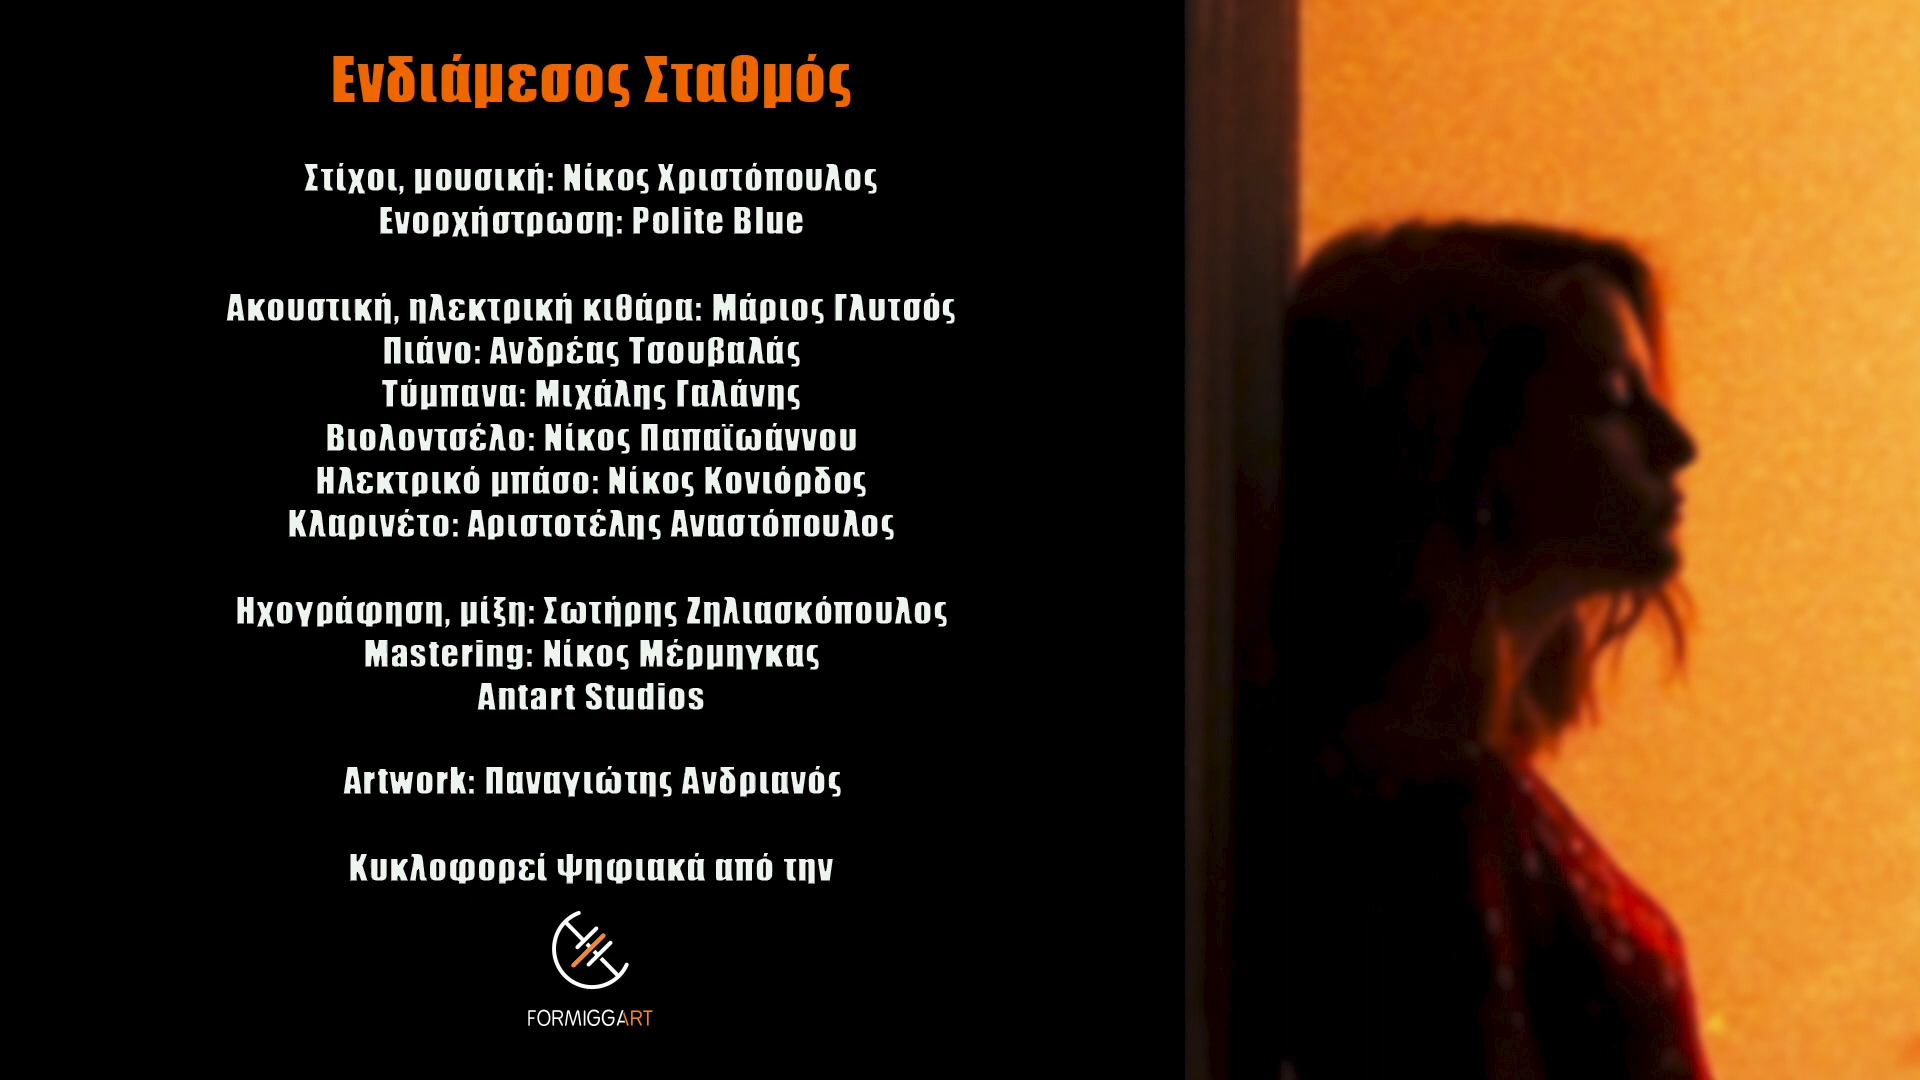 Ενδιάμεσος Σταθμός
Στίχοι, μουσική: Νίκος Χριστόπουλος
Ενορχήστρωση: Polite Blue
Ακουστική, ηλεκτρική κιθάρα: Μάριος Γλυτσός
Πιάνο: Ανδρέας Τσουβαλάς
Τύμπανα: Μιχάλης Γαλάνης
Βιολοντσέλο: Νίκος Παπαϊωάννου
Ηλεκτρικό μπάσο: Νίκος Κονιόρδος
Κλαρινέτο: Αριστοτέλης Αναστόπουλος
Ηχογράφηση, μίξη: Σωτήρης Ζηλιασκόπουλος
Mastering: Νίκος Μέρμηγκας
Antart Studios
Artwork: Παναγιώτης Ανδριανός
Κυκλοφορεί ψηφιακά από την
FORMIGGART